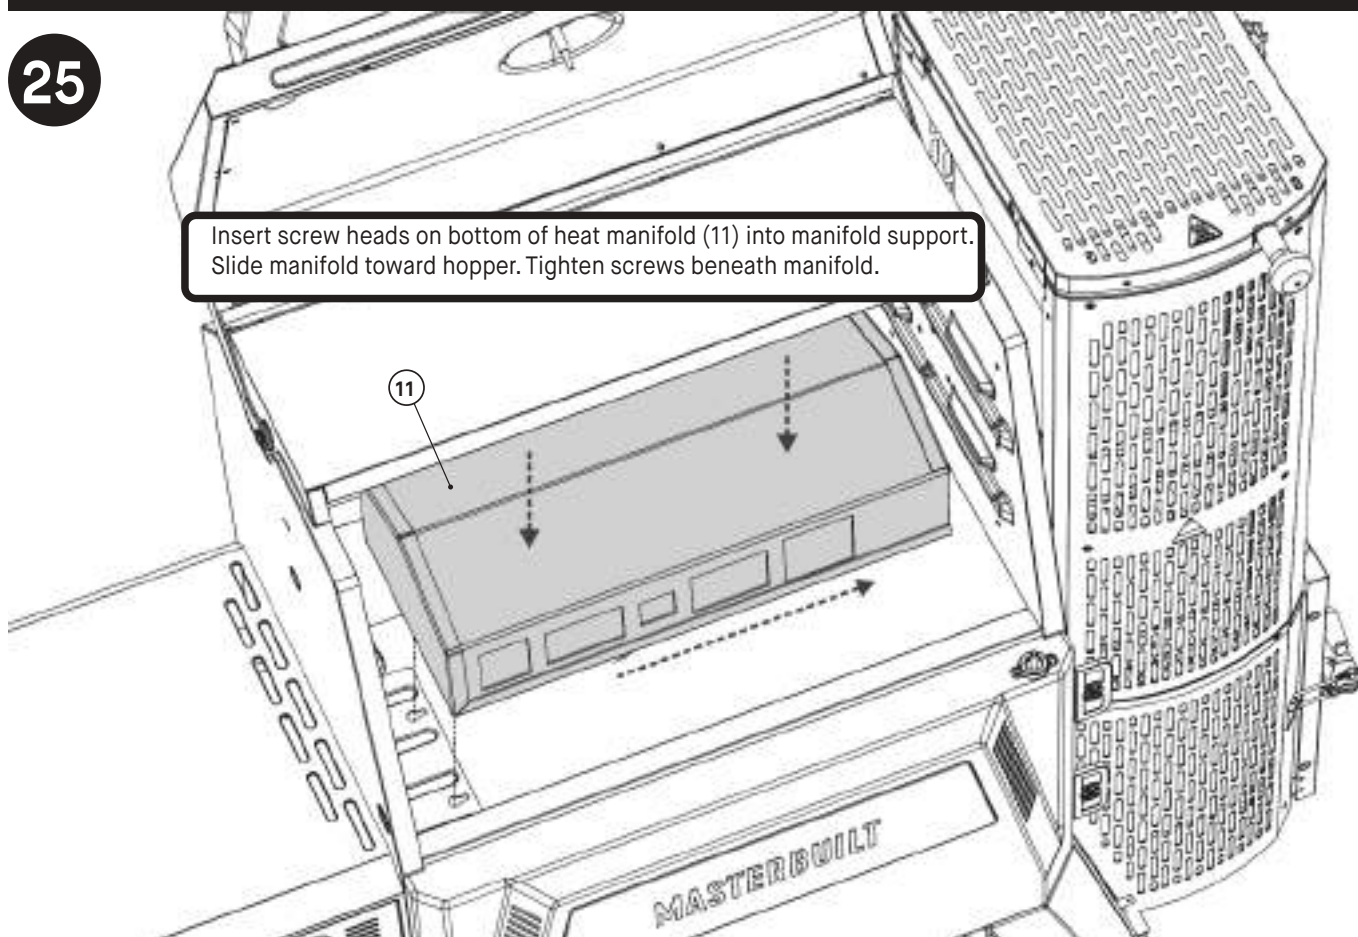 25
Insert screw heads on bottom of heat manifold (11) into manifold support.
Slide manifold toward hopper. Tighten screws beneath manifold.
11
MASTERBUILT